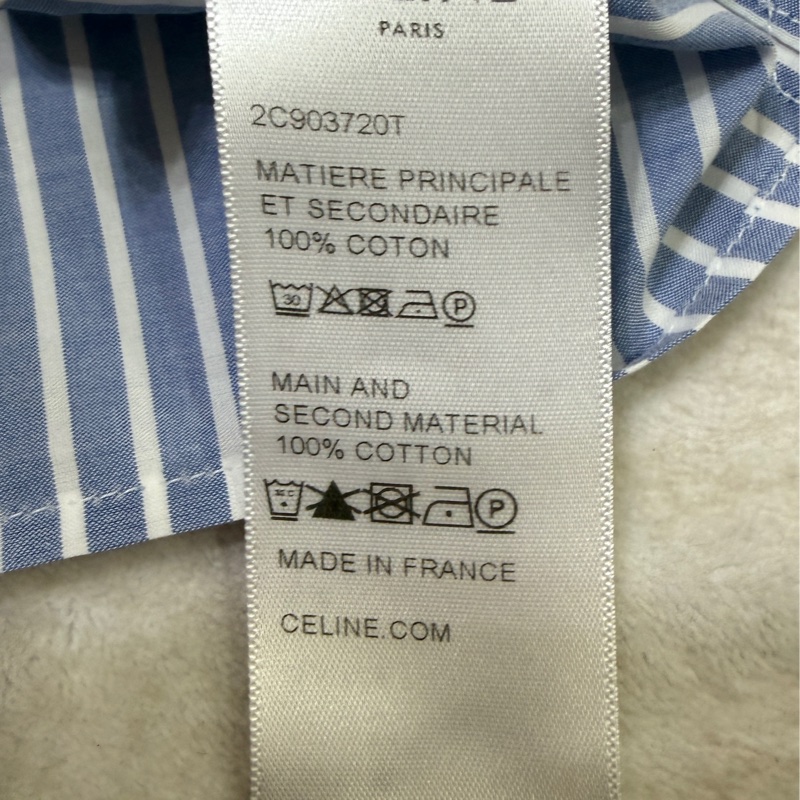 PARIS
2C903720T
MATIERE PRINCIPALE
ET SECONDAIRE
100% COTON
30
P
MAIN AND
SECOND MATERIAL
100% COTTON
P
MADE IN FRANCE
CELINE.COM